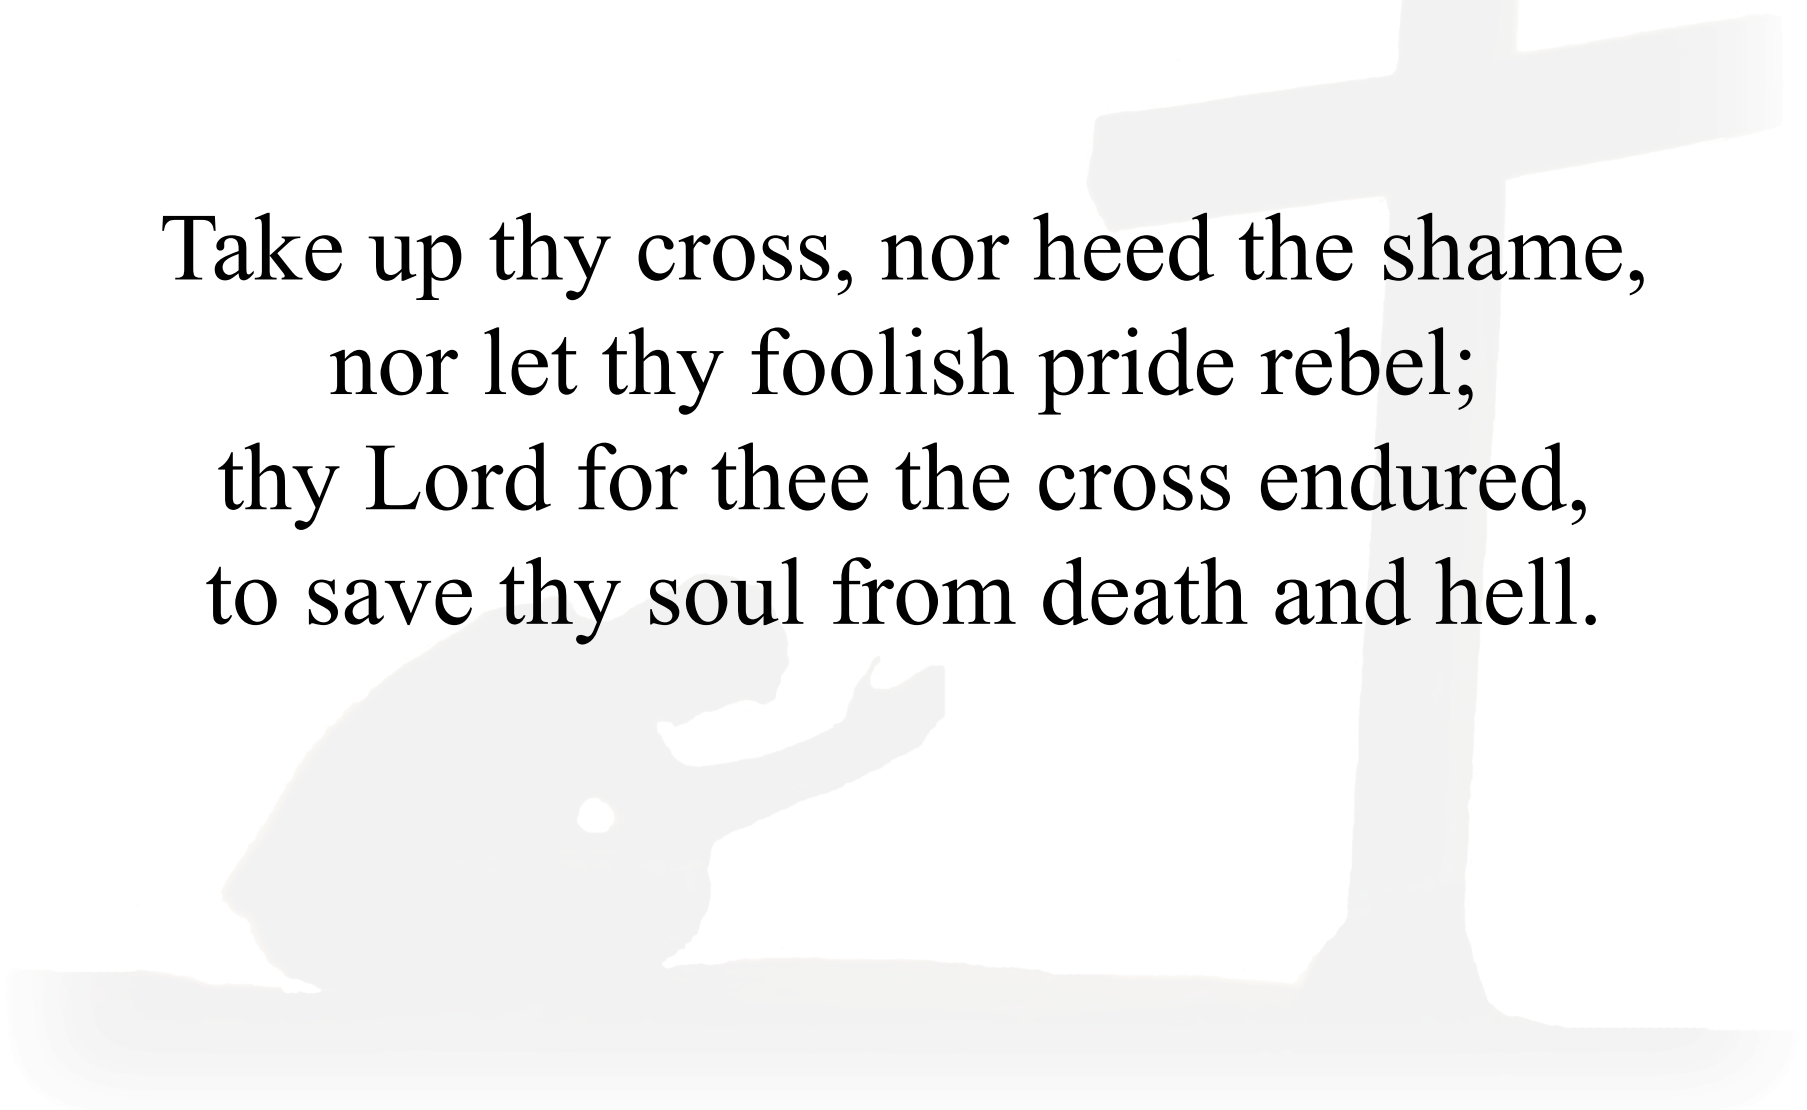 Take up thy cross, nor heed the shame,
nor let thy foolish pride rebel;
thy Lord for thee the cross endured,
to save thy soul from death and hell.